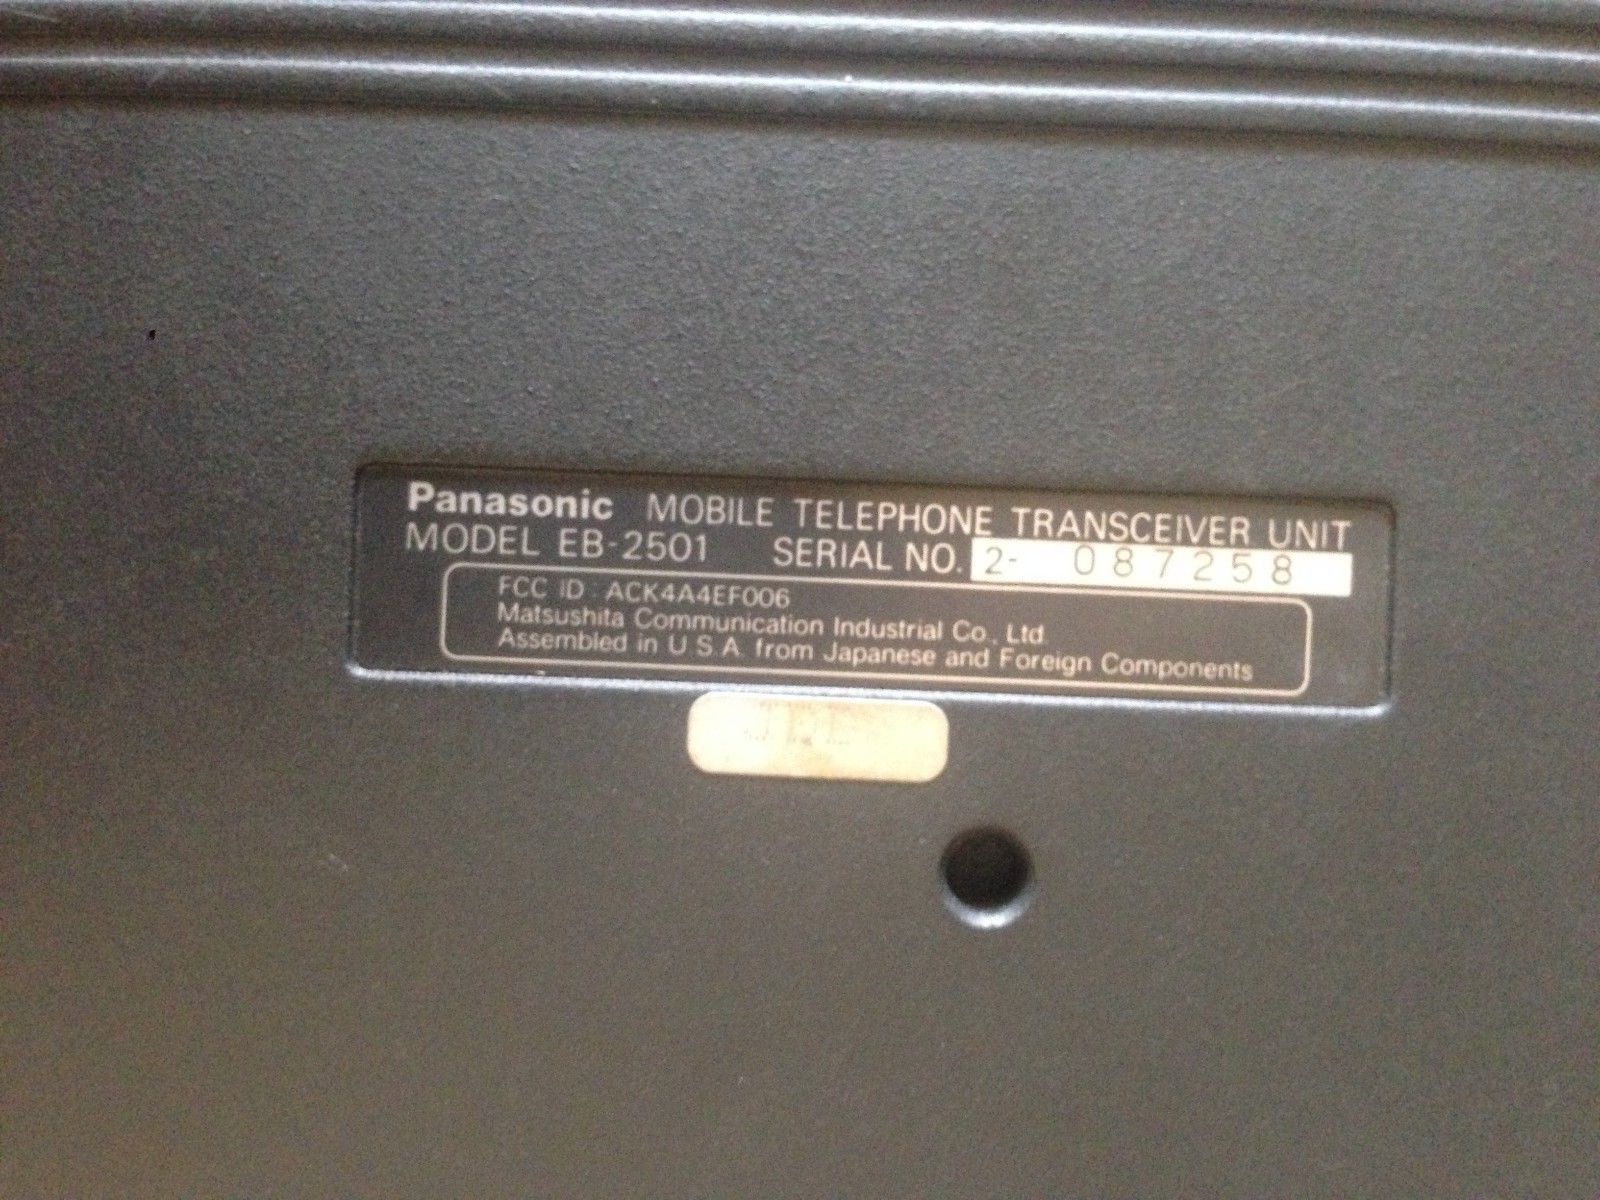 Panasonic MOBILE TELEPHONE TRANSCEIVER UNIT
MODEL EB-2501 SERIAL NO. 2- 087258
FCC ID : ACK4A4EF006
Matsushita Communication Industrial Co., Ltd.
Assembled in U.S.A. from Japanese and Foreign Components